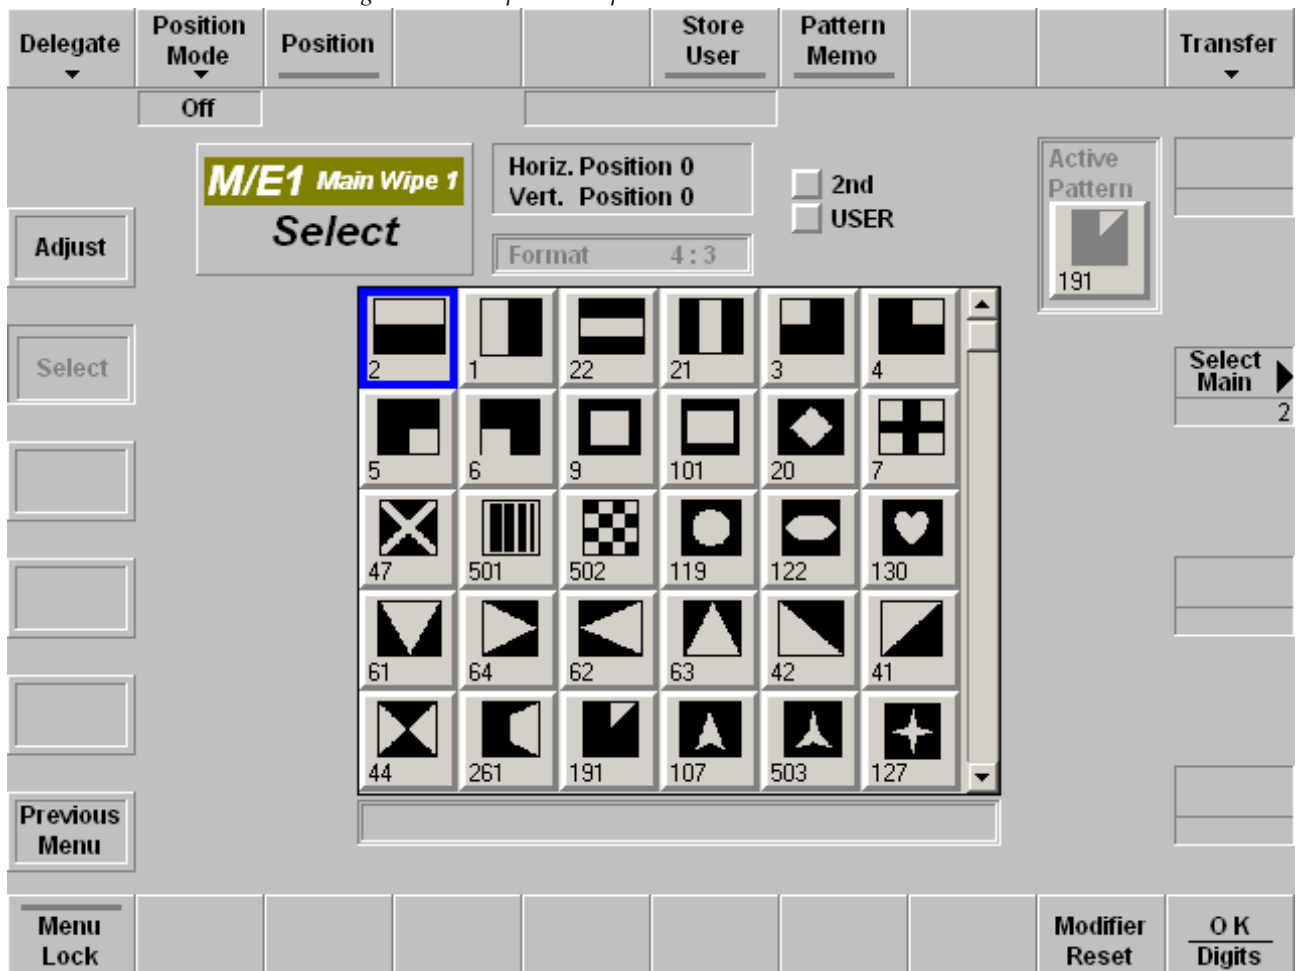 Delegate
Position
Mode
Position
Store
User
Pattern
Memo
Transfer
Off
M/E1 Main Wipe 1
Select
Horiz. Position 0
Vert. Position 0
Format 4:3
2nd
USER
Active
Pattern
191
Adjust
Select
Select
Main
2
2 1 22 21 3 4
5 6 9 101 20 7
47 501 502 119 122 130
61 64 62 63 42 41
44 261 191 107 503 127
Previous
Menu
Menu
Lock
Modifier
Reset
OK
Digits